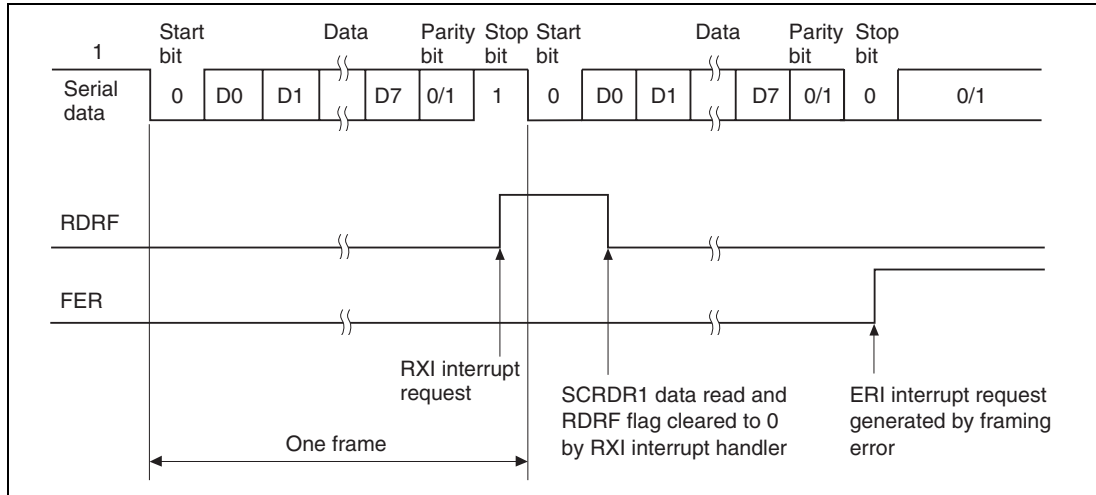 Start bit Data Parity bit Stop bit Start bit Data Parity bit Stop bit
1
Serial data
0 D0 D1 D7 0/1 1 0 D0 D1 D7 0/1 0 0/1
RDRF
FER
RXI interrupt
request
SCRDR1 data read and
RDRF flag cleared to 0
by RXI interrupt handler
ERI interrupt request
generated by framing
error
One frame